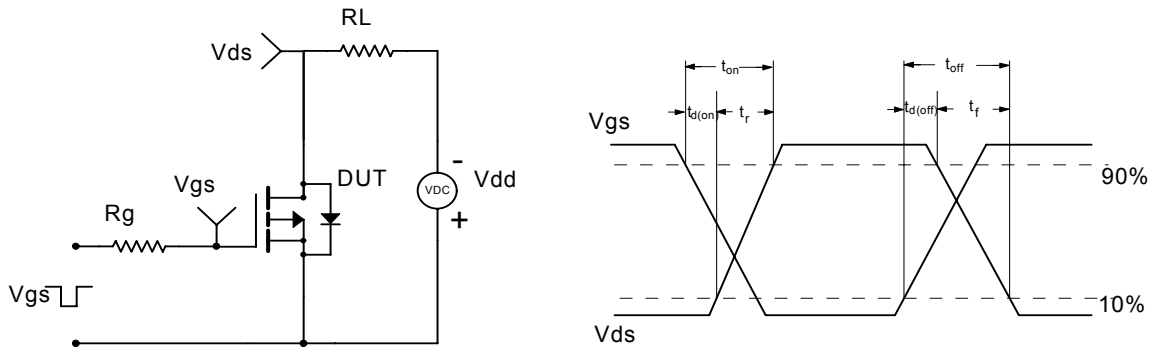 RL
Vds
Vgs
DUT
-
VDC
Vdd
+
Rg
Vgs
ton
toff
td(on)
tr
td(off)
tf
Vgs
90%
10%
Vds